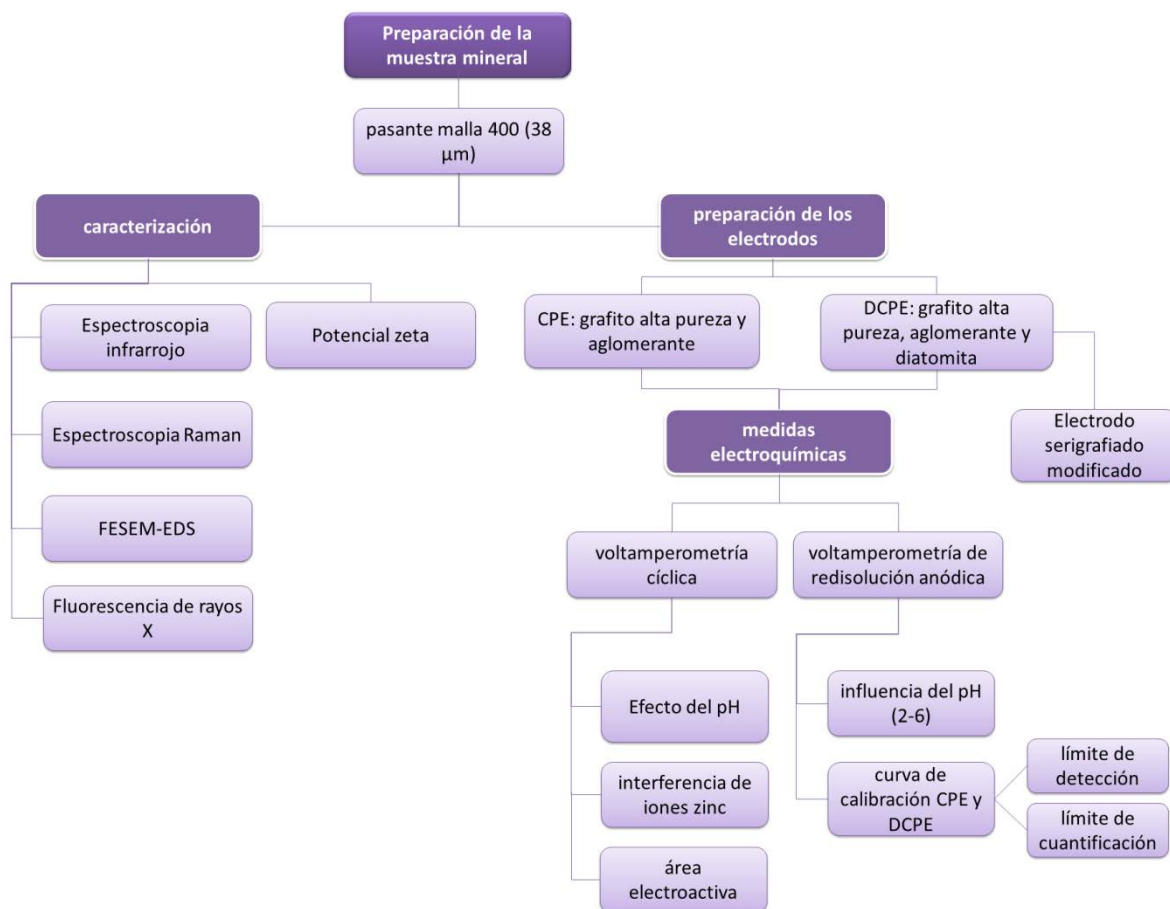 Preparación de la
muestra mineral
pasante malla 400 (38
µm)
caracterización
preparación de los
electrodos
Espectroscopia
infrarrojo
Potencial zeta
CPE: grafito alta pureza y
aglomerante
DCPE: grafito alta
pureza, aglomerante y
diatomita
Espectroscopia Raman
medidas
electroquímicas
Electrodo
serigrafiado
modificado
FESEM-EDS
voltamperometría
cíclica
voltamperometría de
redisolución anódica
Fluorescencia de rayos
X
Efecto del pH
influencia del pH
(2-6)
interferencia de
iones zinc
curva de
calibración CPE y
DCPE
límite de
detección
límite de
cuantificación
área
electroactiva